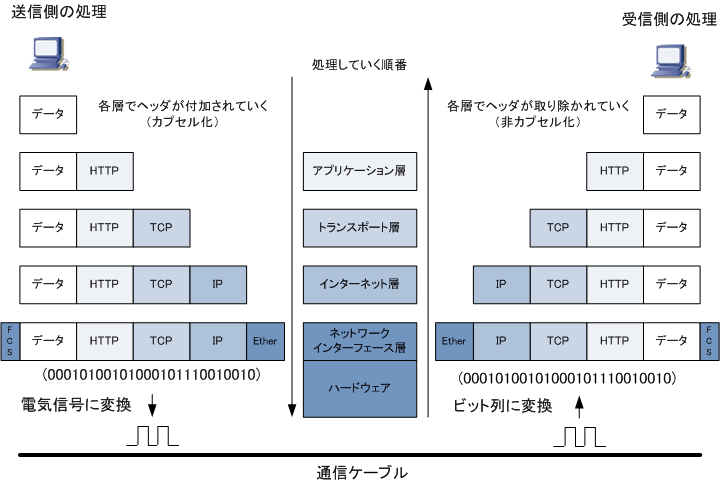 送信側の処理
受信側の処理
処理していく順番
データ
各層でヘッダが付加されていく
(カプセル化)
各層でヘッダが取り除かれていく
(非カプセル化)
データ
データ HTTP
アプリケーション層
HTTP データ
データ HTTP TCP
トランスポート層
TCP HTTP データ
データ HTTP TCP IP
インターネット層
IP TCP HTTP データ
FCS データ HTTP TCP IP Ether
ネットワーク
インターフェース層
Ether IP TCP HTTP データ FCS
(000101001010001011100100​10)
ハードウェア
(00010100101000101110010010)
電気信号に変換
ビット列に変換
通信ケーブル